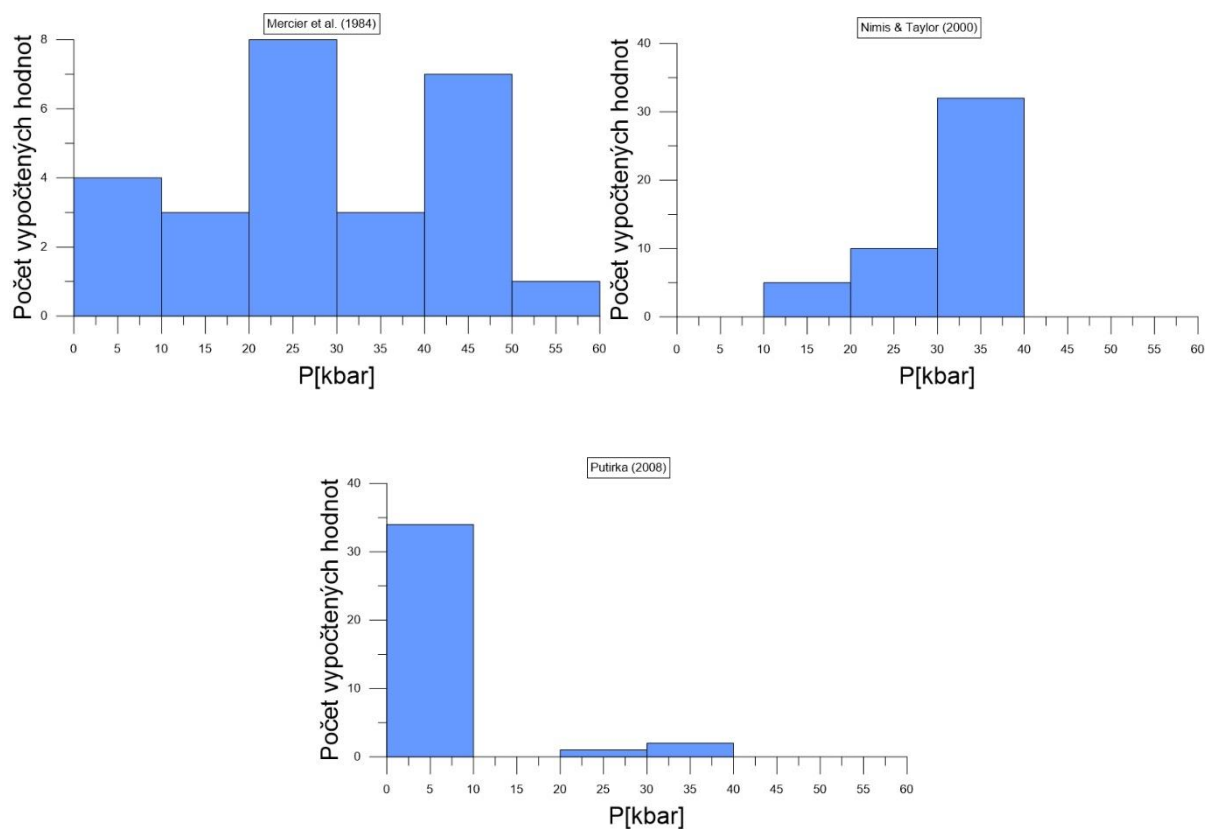 Mercier et al. (1984)
Počet vypočtených hodnot
8
6
4
2
0
0 5 10 15 20 25 30 35 40 45 50 55 60
P[kbar]
Nimis & Taylor (2000)
Počet vypočtených hodnot
40
30
20
10
0
0 5 10 15 20 25 30 35 40 45 50 55 60
P[kbar]
Putirka (2008)
Počet vypočtených hodnot
40
30
20
10
0
0 5 10 15 20 25 30 35 40 45 50 55 60
P[kbar]